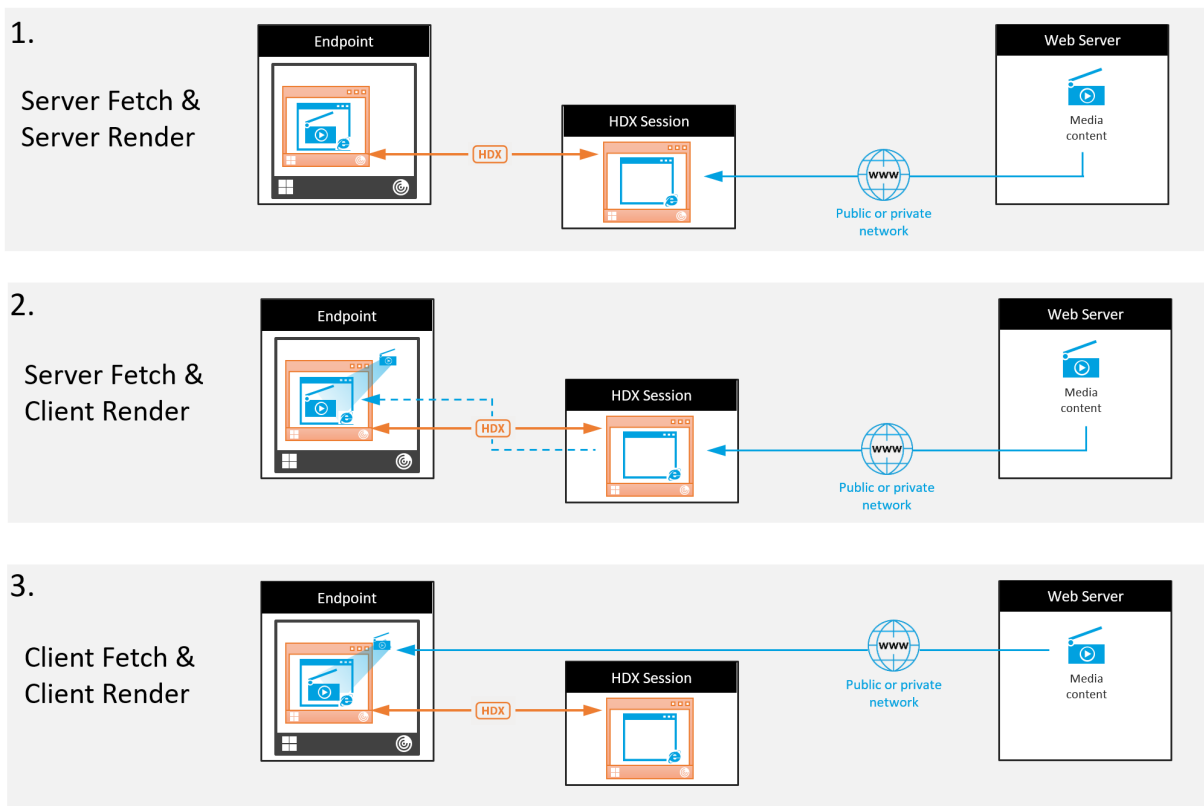 1.
Server Fetch &
Server Render
Endpoint
HDX
HDX Session
www
Public or private
network
Web Server
Media
content
2.
Server Fetch &
Client Render
Endpoint
HDX
HDX Session
www
Public or private
network
Web Server
Media
content
3.
Client Fetch &
Client Render
Endpoint
HDX
HDX Session
www
Public or private
network
Web Server
Media
content